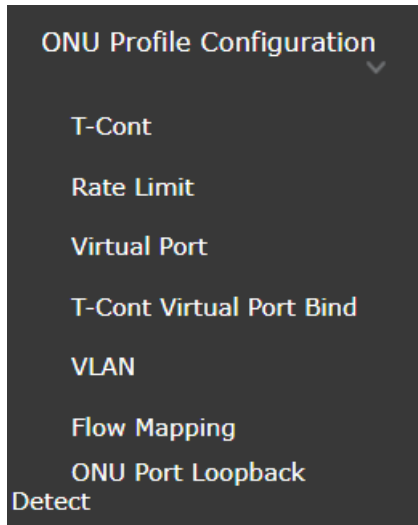 ONU Profile Configuration
T-Cont
Rate Limit
Virtual Port
T-Cont Virtual Port Bind
VLAN
Flow Mapping
ONU Port Loopback
Detect